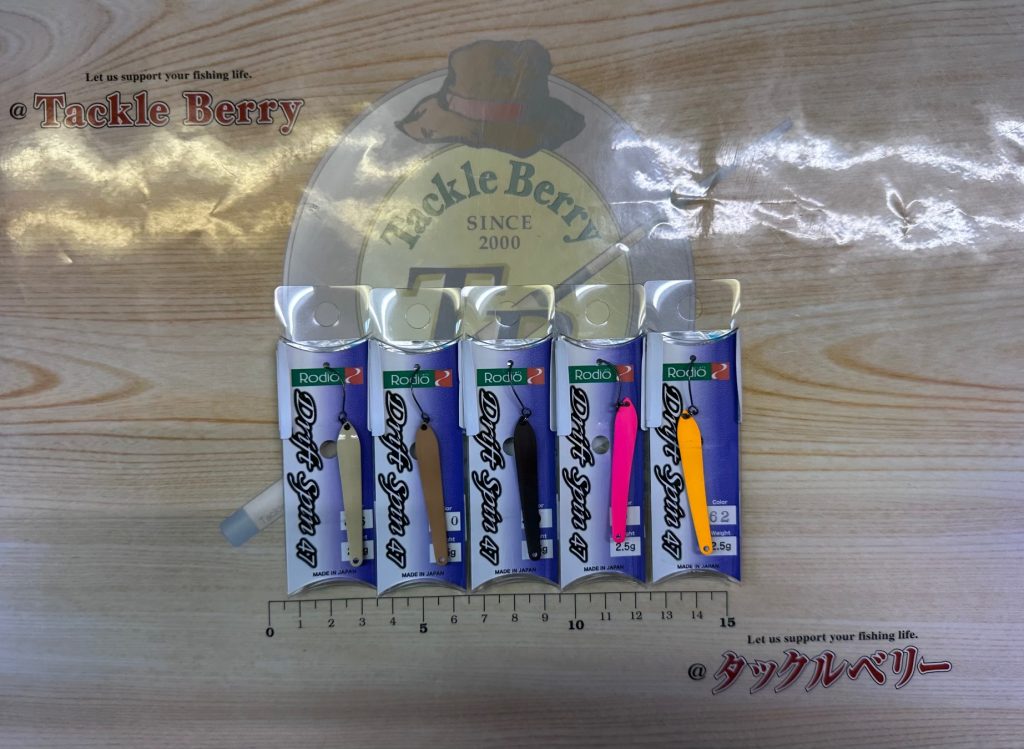 Let us support your fishing life.
@ Tackle Berry
Tackle Berry
SINCE
2000
Rodio
Drift Spin 47
MADE IN JAPAN
Rodio
Drift Spin 47
0
MADE IN JAPAN
Rodio
Drift Spin 47
MADE IN JAPAN
Rodio
Drift Spin 47
2.5g
MADE IN JAPAN
Rodio
Drift Spin 47
Color
62
Weight
2.5g
MADE IN JAPAN
0 1 2 3 4 5 6 7 8 9 10 11 12 13 14 15
Let us support your fishing life.
@ タックルベリー